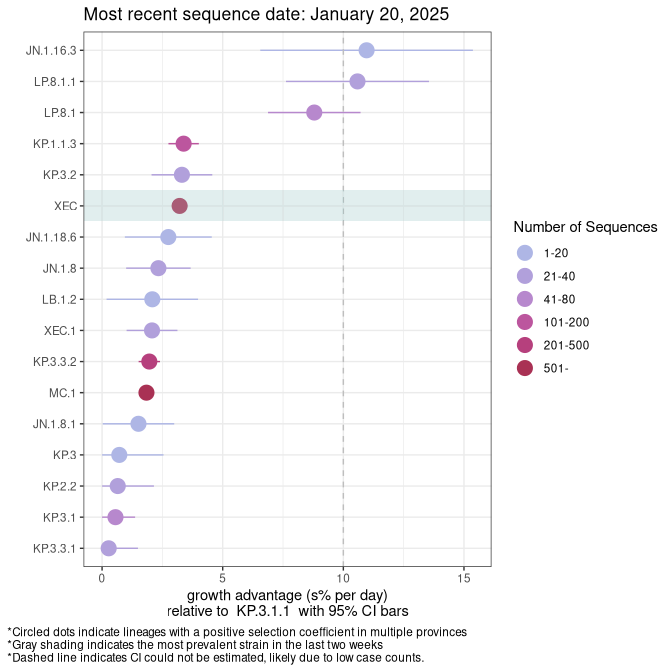 Most recent sequence date: January 20, 2025
JN.1.16.3
LP.8.1.1
LP.8.1
KP.1.1.3
KP.3.2
XEC
JN.1.18.6
JN.1.8
LB.1.2
XEC.1
KP.3.3.2
MC.1
JN.1.8.1
KP.3
KP.2.2
KP.3.1
KP.3.3.1
0 5 10 15
growth advantage (s% per day)
relative to KP.3.1.1 with 95% CI bars
Number of Sequences
1-20
21-40
41-80
101-200
201-500
501-
*Circled dots indicate lineages with a positive selection coefficient in multiple provinces
*Gray shading indicates the most prevalent strain in the last two weeks
*Dashed line indicates CI could not be estimated, likely due to low case counts.